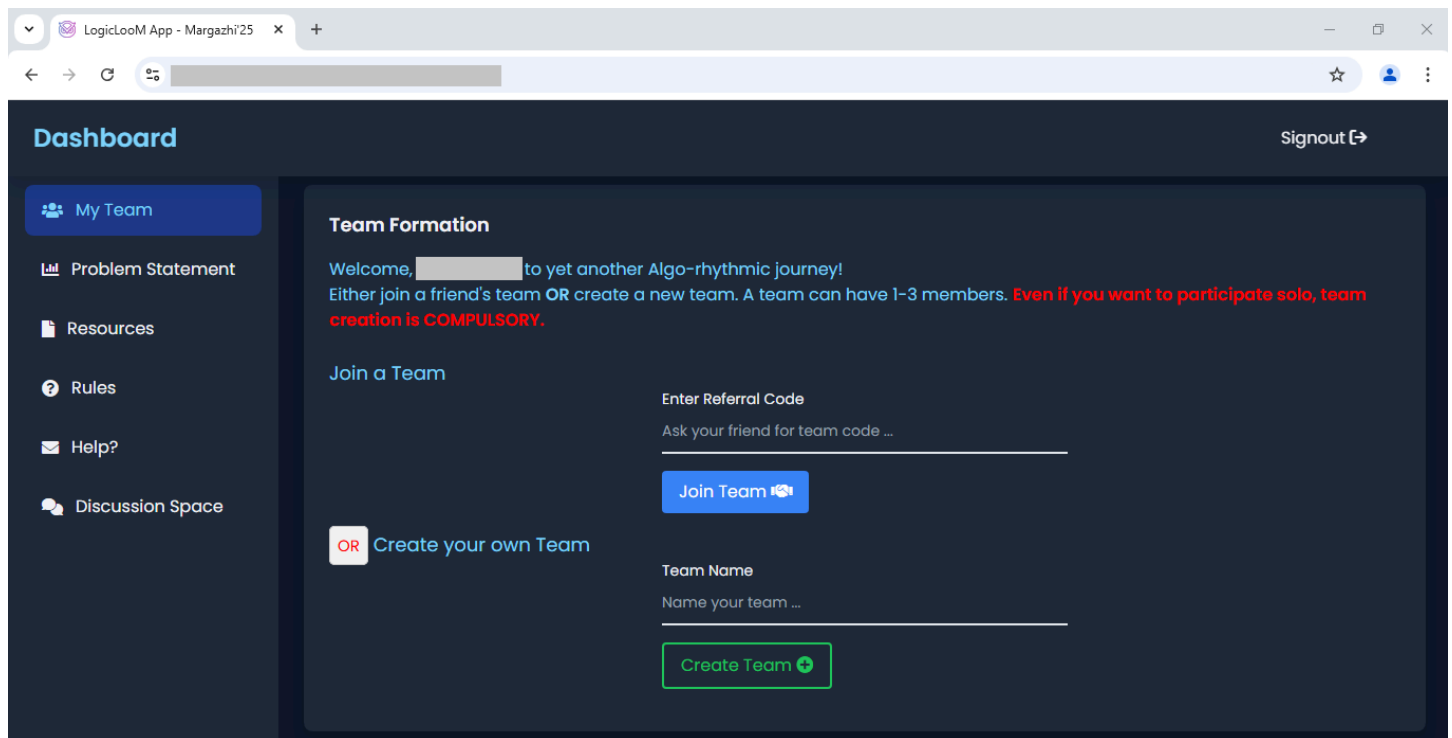 LogicLooM App - Margazhi'25
Dashboard
Signout
My Team
Problem Statement
Resources
Rules
Help?
Discussion Space
Team Formation
Welcome, to yet another Algo-rhythmic journey!
Either join a friend's team OR create a new team. A team can have 1-3 members. Even if you want to participate solo, team
creation is COMPULSORY.
Join a Team
Enter Referral Code
Ask your friend for team code ...
Join Team
OR Create your own Team
Team Name
Name your team ...
Create Team